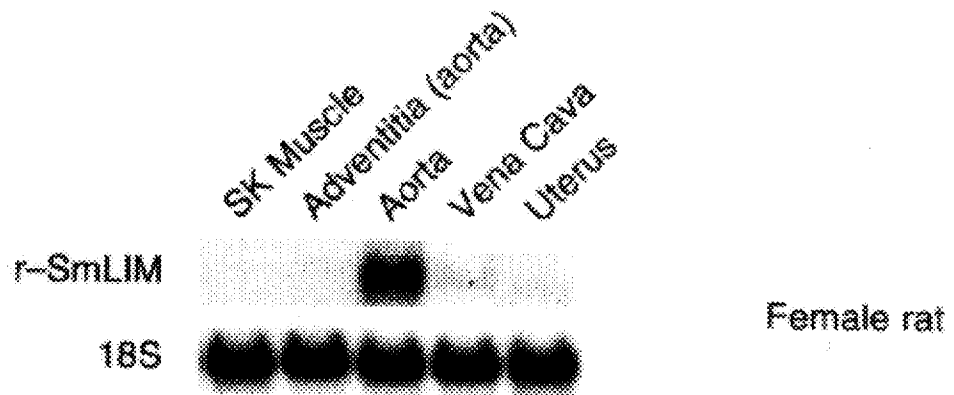 SK Muscle
Adventitia (aorta)
Aorta
Vena Cava
Uterus
r–SmLIM
18S
Female rat